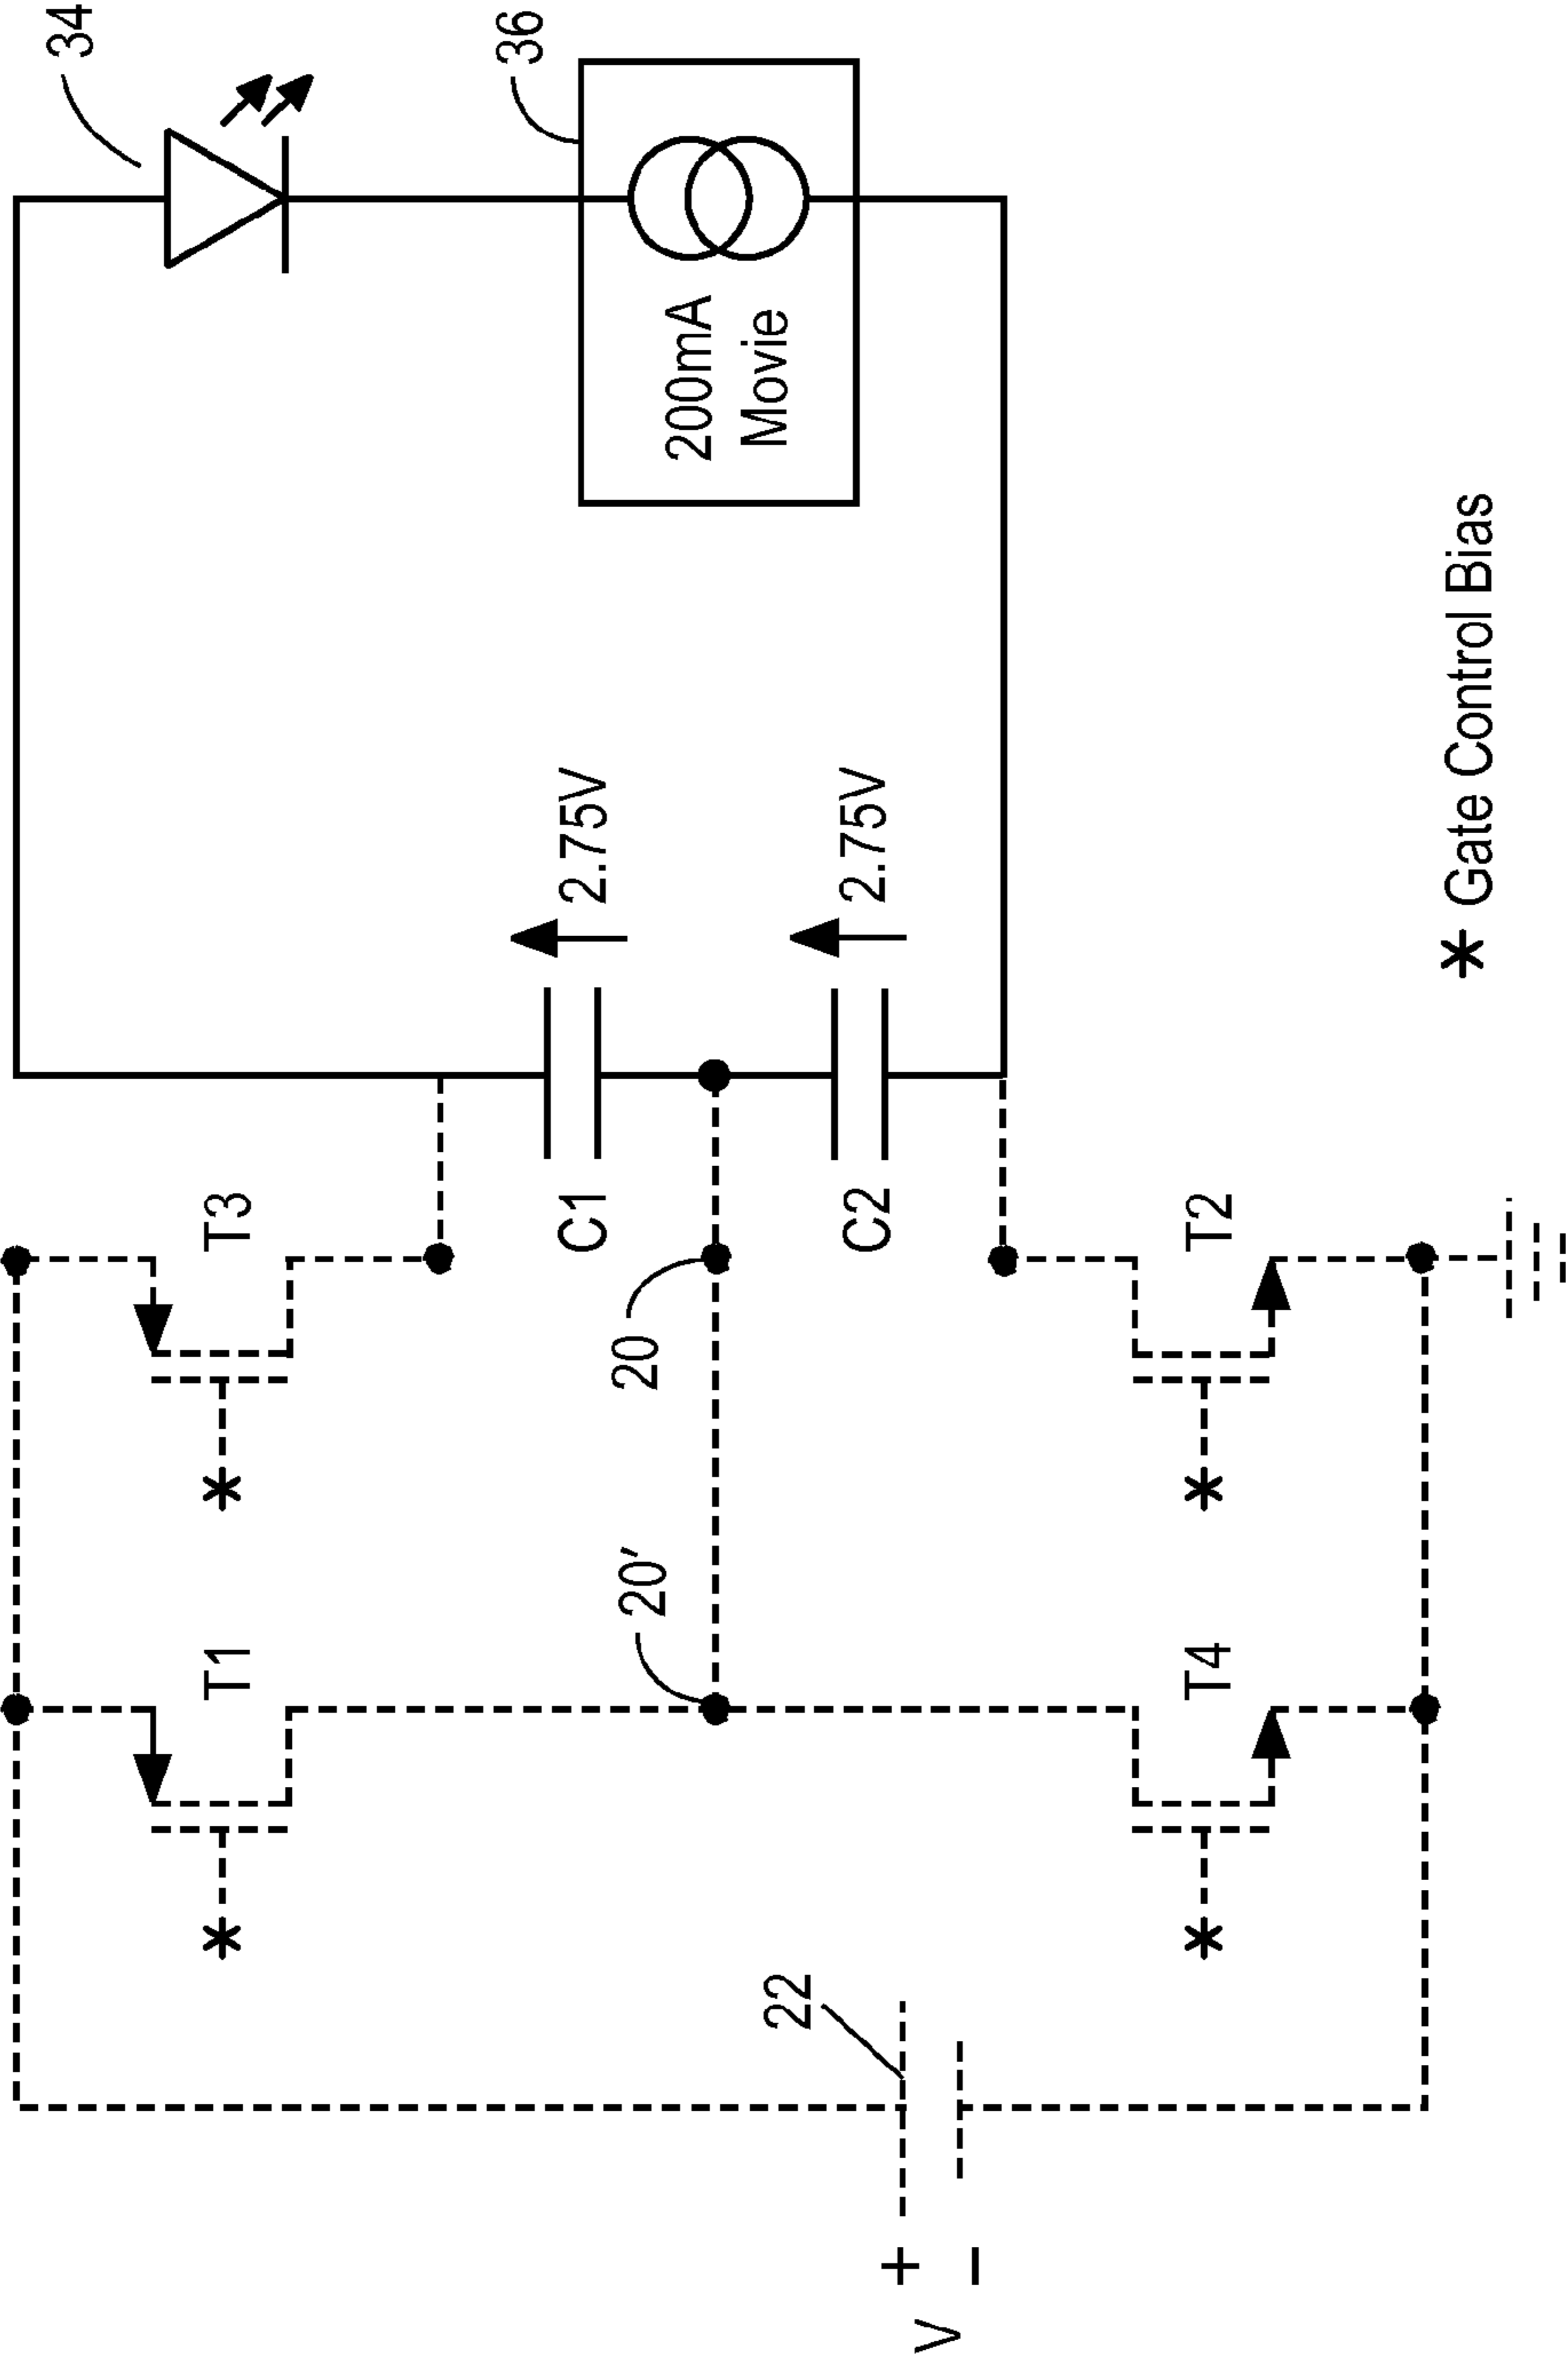 34
36
200mA
Movie
2.75V
2.75V
T3
C1
C2
T2
20
20′
T1
T4
22
V
+
−
* Gate Control Bias
*
*
*
*